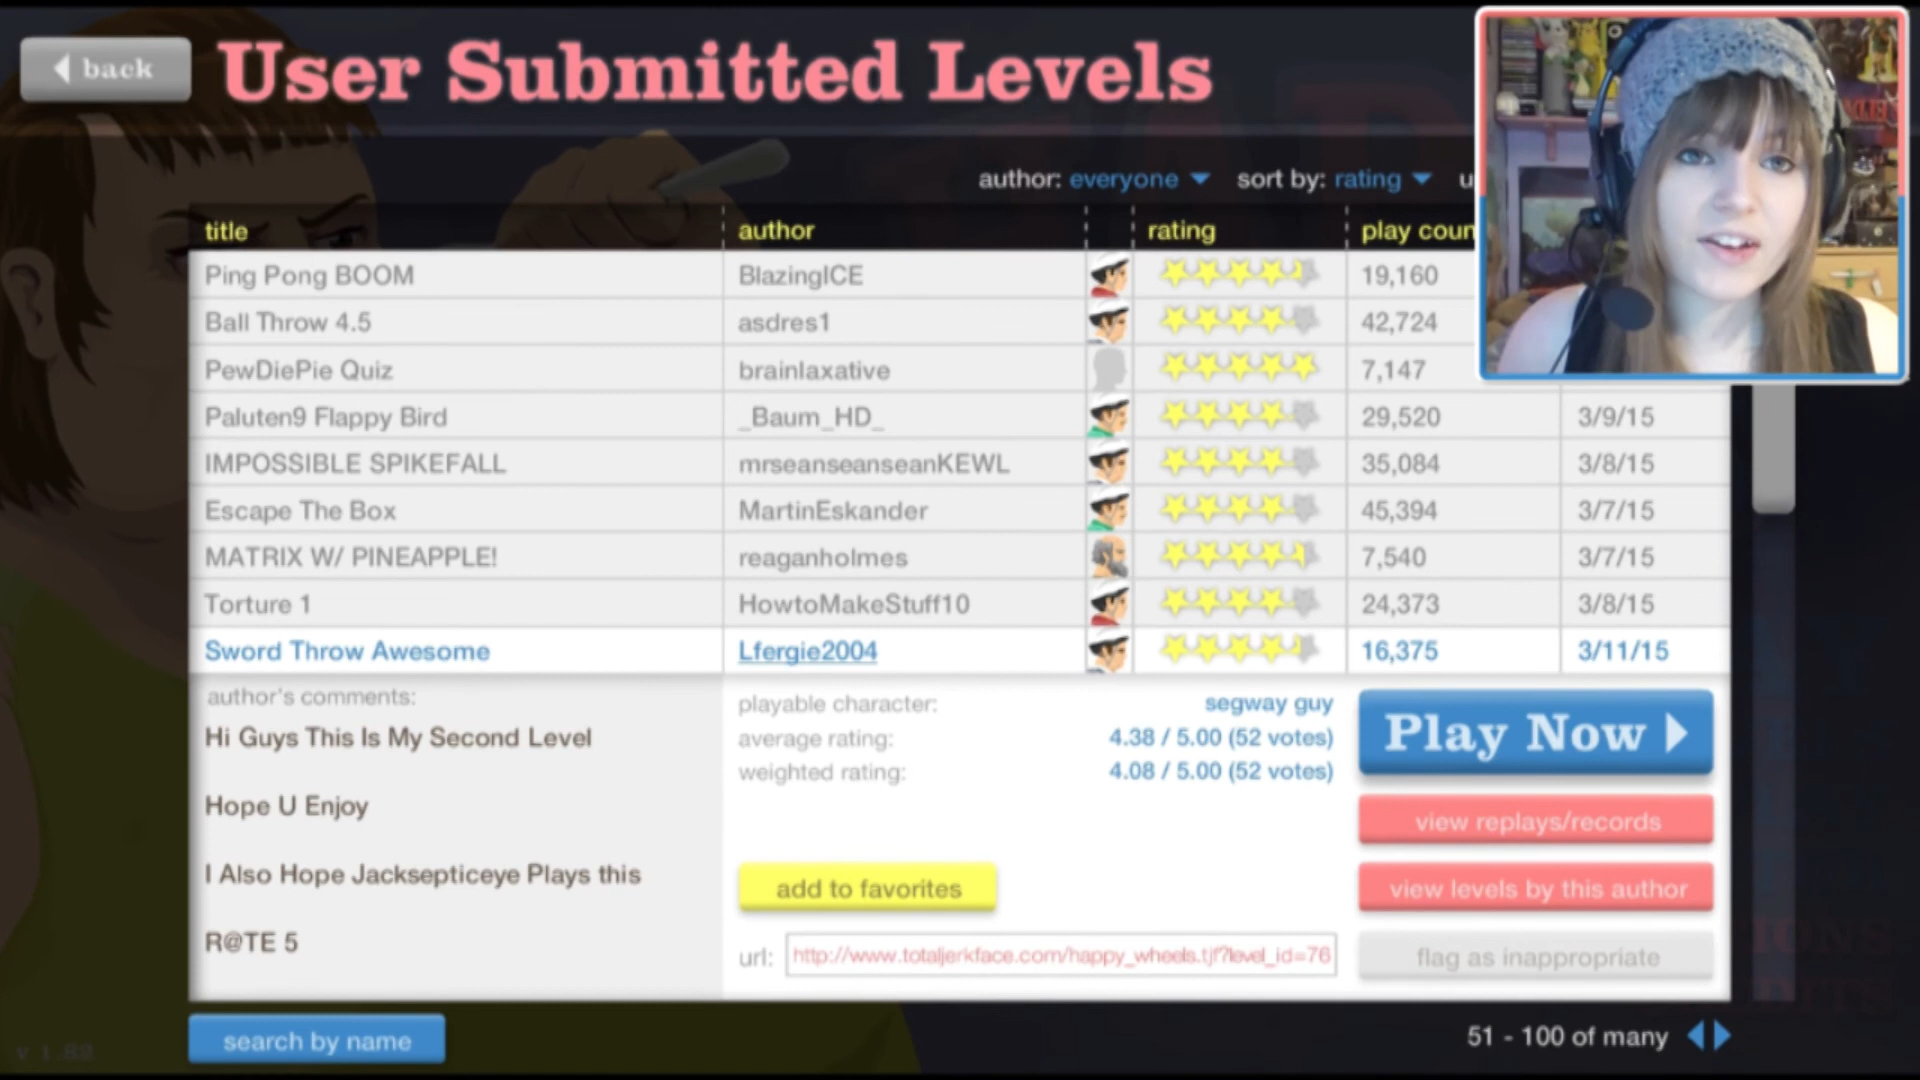 back
User Submitted Levels
author: everyone sort by: rating u
title author rating play coun
Ping Pong BOOM BlazingICE 19,160
Ball Throw 4.5 asdres1 42,724
PewDiePie Quiz brainlaxative 7,147
Paluten9 Flappy Bird _Baum_HD_ 29,520 3/9/15
IMPOSSIBLE SPIKEFALL mrseanseanseanKEWL 35,084 3/8/15
Escape The Box MartinEskander 45,394 3/7/15
MATRIX W/ PINEAPPLE! reaganholmes 7,540 3/7/15
Torture 1 HowtoMakeStuff10 24,373 3/8/15
Sword Throw Awesome Lfergie2004 16,375 3/11/15
author's comments:
Hi Guys This Is My Second Level
Hope U Enjoy
I Also Hope Jacksepticeye Plays this
R@TE 5
playable character: segway guy
average rating: 4.38 / 5.00 (52 votes)
weighted rating: 4.08 / 5.00 (52 votes)
add to favorites
url: http://www.totaljerkface.com/happy_wheels.tjf?level_id=76
Play Now
view replays/records
view levels by this author
flag as inappropriate
search by name
51 - 100 of many
v 1.82